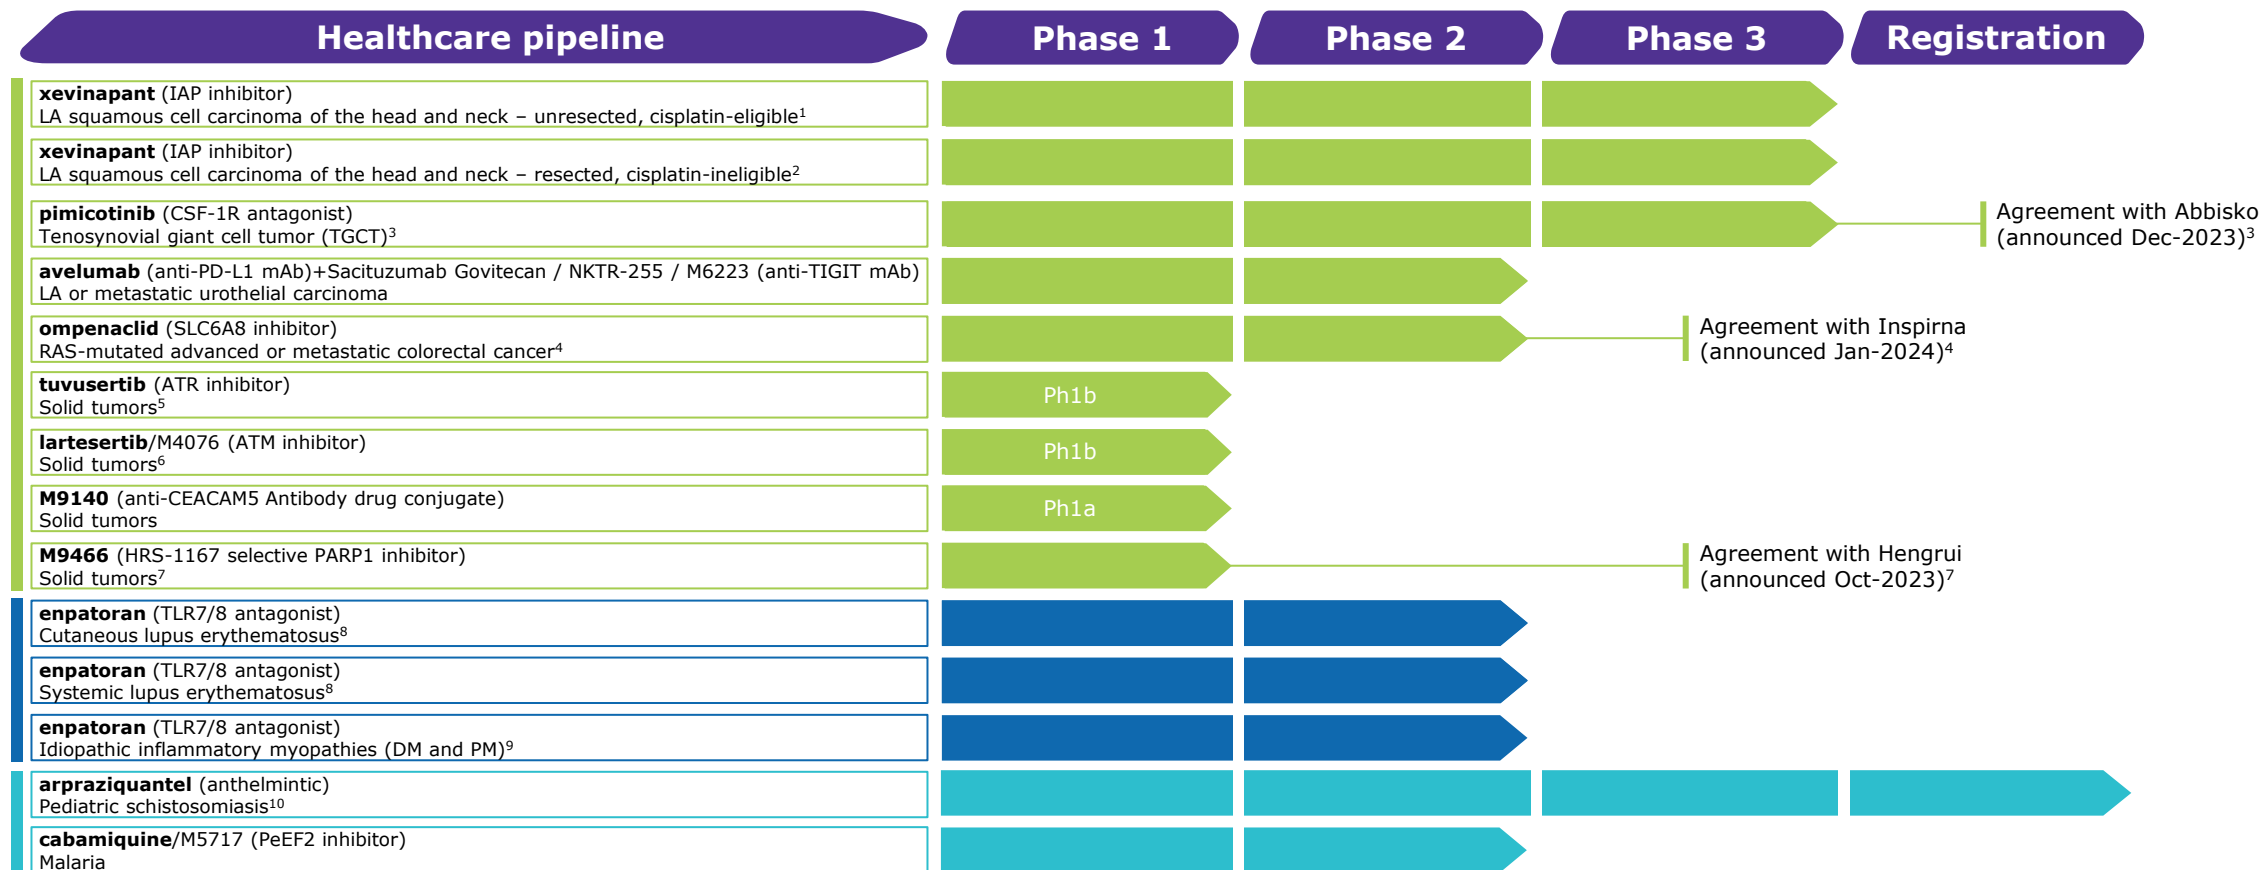 Healthcare pipeline
Phase 1
Phase 2
Phase 3
Registration
xevinapant (IAP inhibitor)
LA squamous cell carcinoma of the head and neck – unresected, cisplatin-eligible¹
xevinapant (IAP inhibitor)
LA squamous cell carcinoma of the head and neck – resected, cisplatin-ineligible²
pimicotinib (CSF-1R antagonist)
Tenosynovial giant cell tumor (TGCT)³
Agreement with Abbisko
(announced Dec-2023)³
avelumab (anti-PD-L1 mAb)+Sacituzumab Govitecan / NKTR-255 / M6223 (anti-TIGIT mAb)
LA or metastatic urothelial carcinoma
ompenaclid (SLC6A8 inhibitor)
RAS-mutated advanced or metastatic colorectal cancer⁴
Agreement with Inspirna
(announced Jan-2024)⁴
tuvusertib (ATR inhibitor)
Solid tumors⁵
Ph1b
lartesertib/M4076 (ATM inhibitor)
Solid tumors⁶
Ph1b
M9140 (anti-CEACAM5 Antibody drug conjugate)
Solid tumors
Ph1a
M9466 (HRS-1167 selective PARP1 inhibitor)
Solid tumors⁷
Agreement with Hengrui
(announced Oct-2023)⁷
enpatoran (TLR7/8 antagonist)
Cutaneous lupus erythematosus⁸
enpatoran (TLR7/8 antagonist)
Systemic lupus erythematosus⁸
enpatoran (TLR7/8 antagonist)
Idiopathic inflammatory myopathies (DM and PM)⁹
arpraziquantel (anthelmintic)
Pediatric schistosomiasis¹⁰
cabamiquine/M5717 (PeEF2 inhibitor)
Malaria